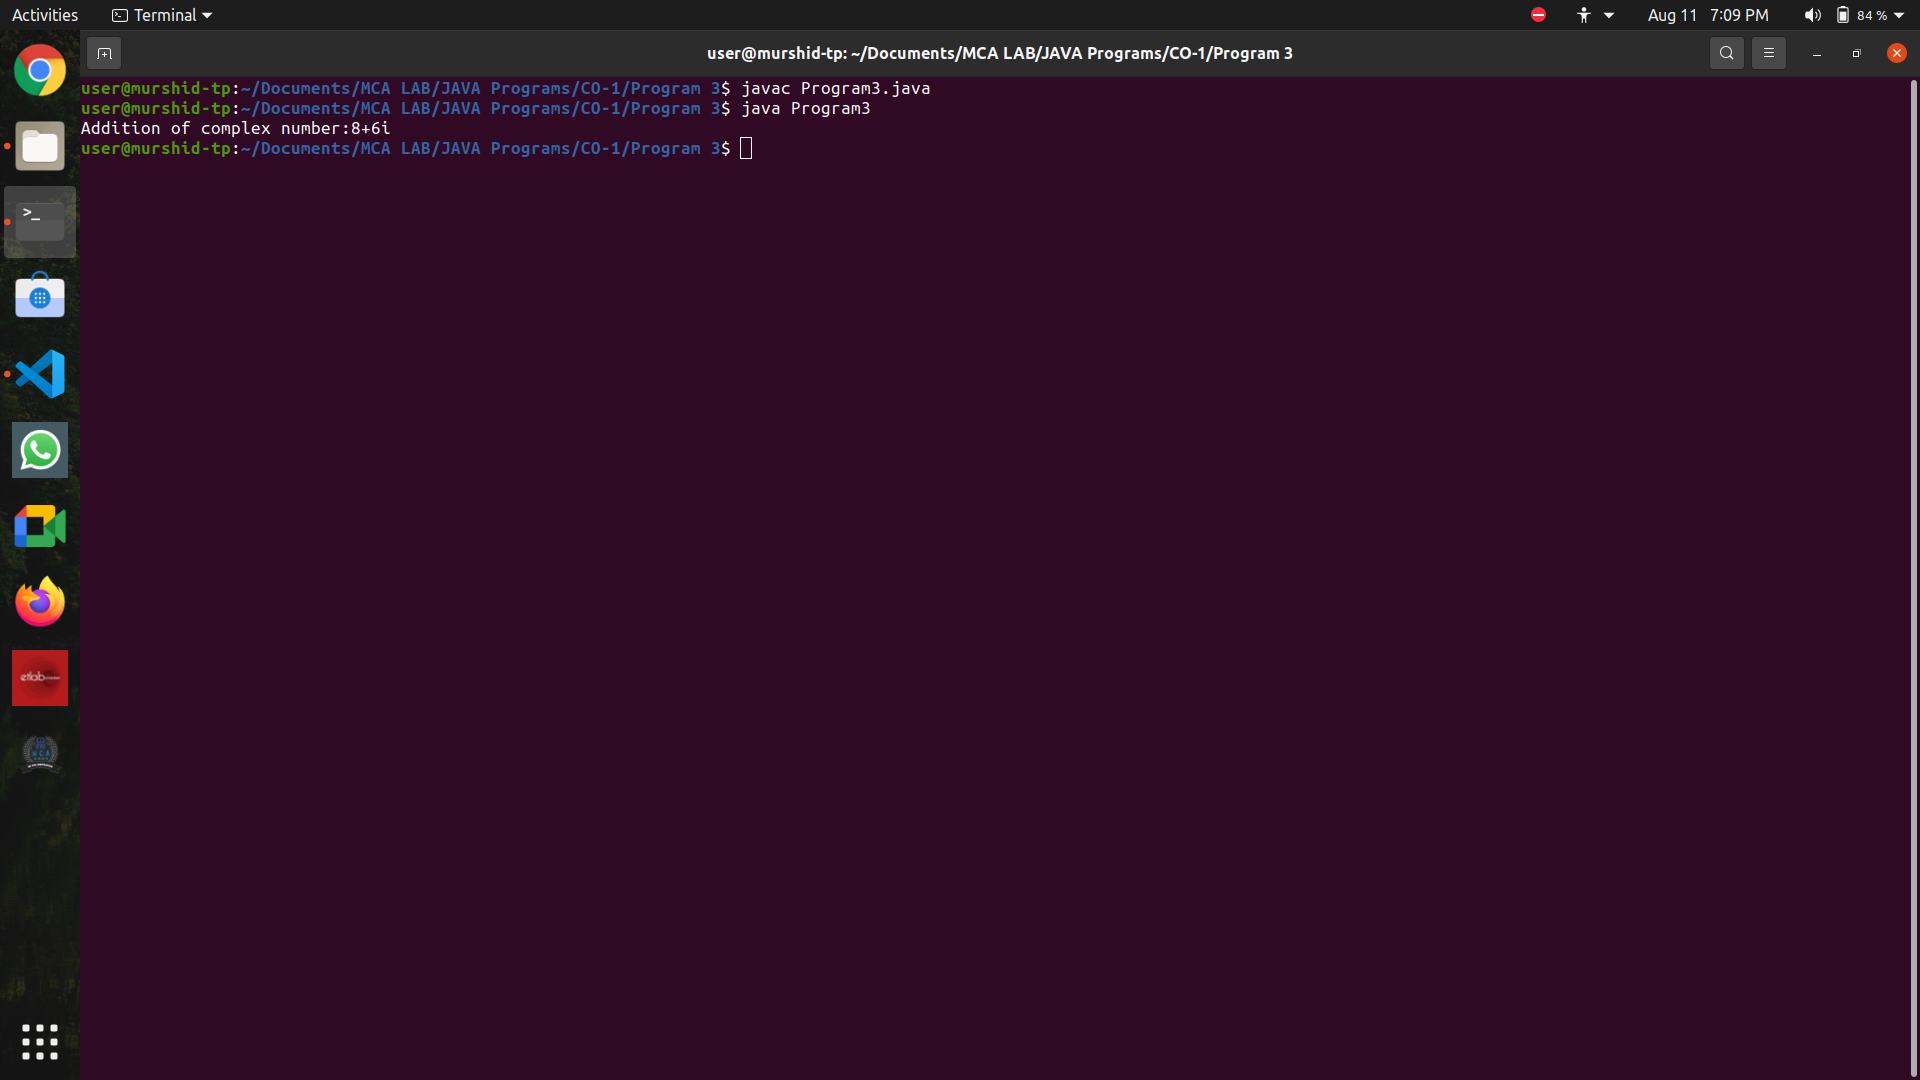 Activities
Terminal
Aug 11 7:09 PM
84 %
user@murshid-tp: ~/Documents/MCA LAB/JAVA Programs/CO-1/Program 3
user@murshid-tp:~/Documents/MCA LAB/JAVA Programs/CO-1/Program 3$ javac Program3.java
user@murshid-tp:~/Documents/MCA LAB/JAVA Programs/CO-1/Program 3$ java Program3
Addition of complex number:8+6i
user@murshid-tp:~/Documents/MCA LAB/JAVA Programs/CO-1/Program 3$
>_
etlab
MCA